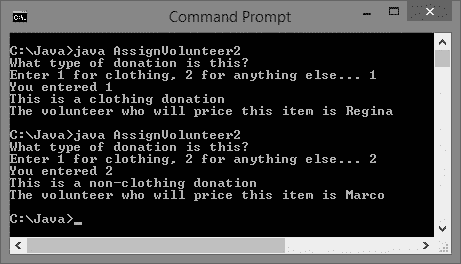 Command Prompt
C:\Java>java AssignVolunteer2
What type of donation is this?
Enter 1 for clothing, 2 for anything else... 1
You entered 1
This is a clothing donation
The volunteer who will price this item is Regina
C:\Java>java AssignVolunteer2
What type of donation is this?
Enter 1 for clothing, 2 for anything else... 2
You entered 2
This is a non-clothing donation
The volunteer who will price this item is Marco
C:\Java>_